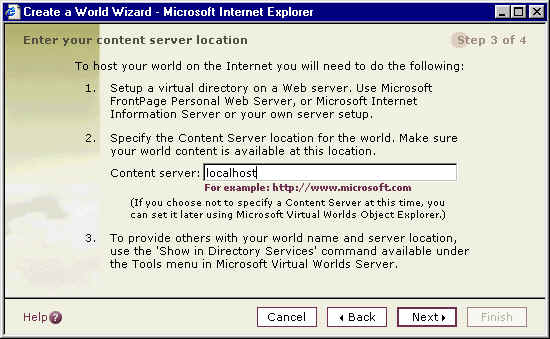 Create a World Wizard - Microsoft Internet Explorer
Enter your content server location
Step 3 of 4
To host your world on the Internet you will need to do the following:
1. Setup a virtual directory on a Web server. Use Microsoft
FrontPage Personal Web Server, or Microsoft Internet
Information Server or your own server setup.
2. Specify the Content Server location for the world. Make sure
your world content is available at this location.
Content server: localhost
For example: http://www.microsoft.com
(If you choose not to specify a Content Server at this time, you
can set it later using Microsoft Virtual Worlds Object Explorer.)
3. To provide others with your world name and server location,
use the 'Show in Directory Services' command available under
the Tools menu in Microsoft Virtual Worlds Server.
Help? Cancel Back Next Finish